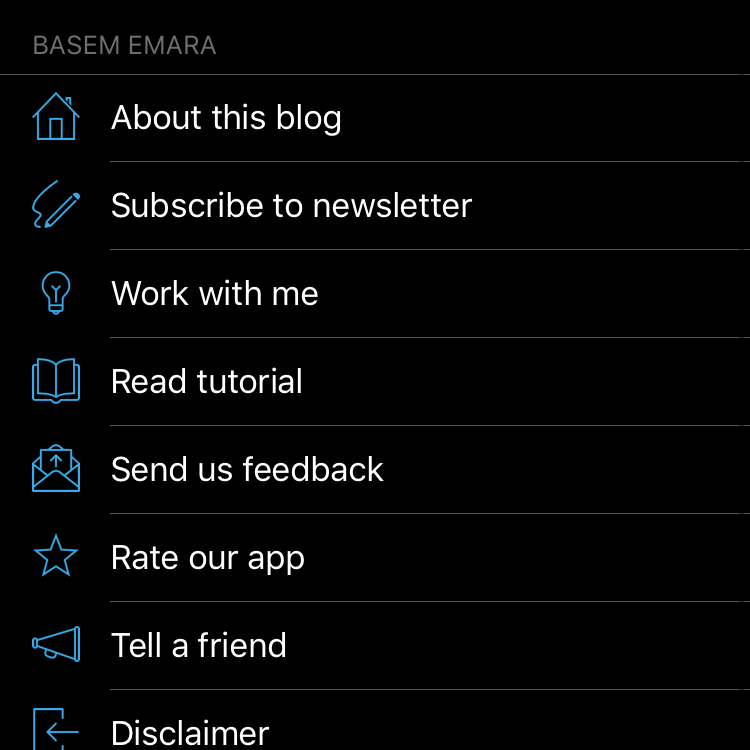 BASEM EMARA
About this blog
Subscribe to newsletter
Work with me
Read tutorial
Send us feedback
Rate our app
Tell a friend
Disclaimer